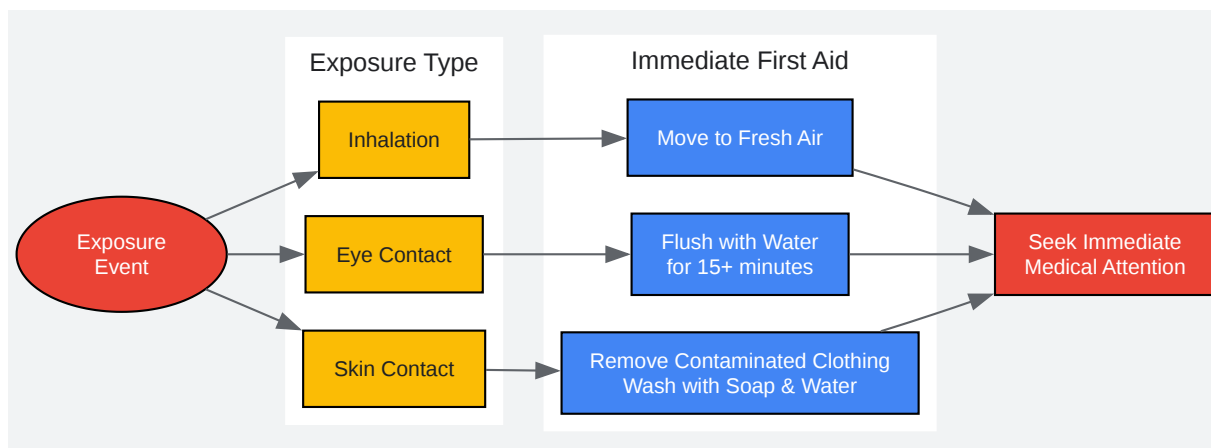 Exposure Type
Immediate First Aid
Inhalation
Move to Fresh Air
Exposure
Event
Eye Contact
Flush with Water
for 15+ minutes
Seek Immediate
Medical Attention
Skin Contact
Remove Contaminated Clothing
Wash with Soap & Water